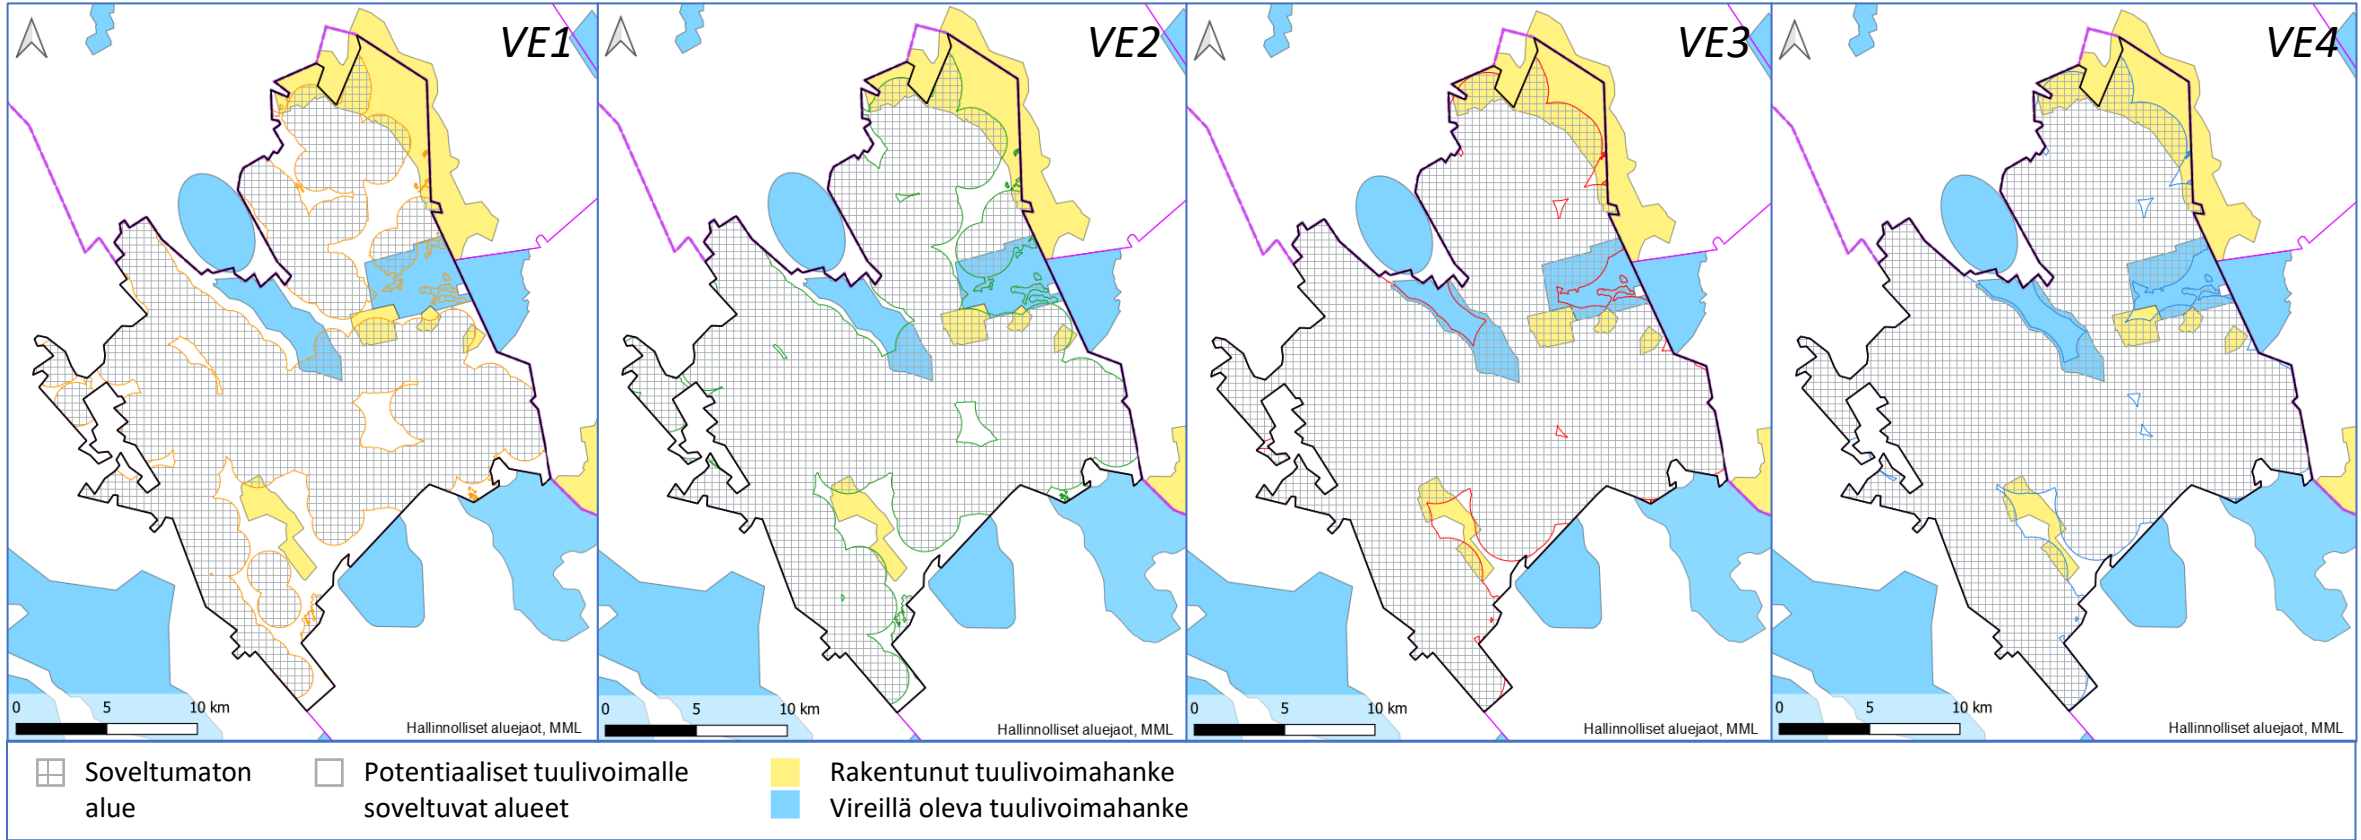 VE1
VE2
VE3
VE4
0 5 10 km
Hallinnolliset aluejaot, MML
0 5 10 km
Hallinnolliset aluejaot, MML
0 5 10 km
Hallinnolliset aluejaot, MML
0 5 10 km
Hallinnolliset aluejaot, MML
Soveltumaton
alue
Potentiaaliset tuulivoimalle
soveltuvat alueet
Rakentunut tuulivoimahanke
Vireillä oleva tuulivoimahanke